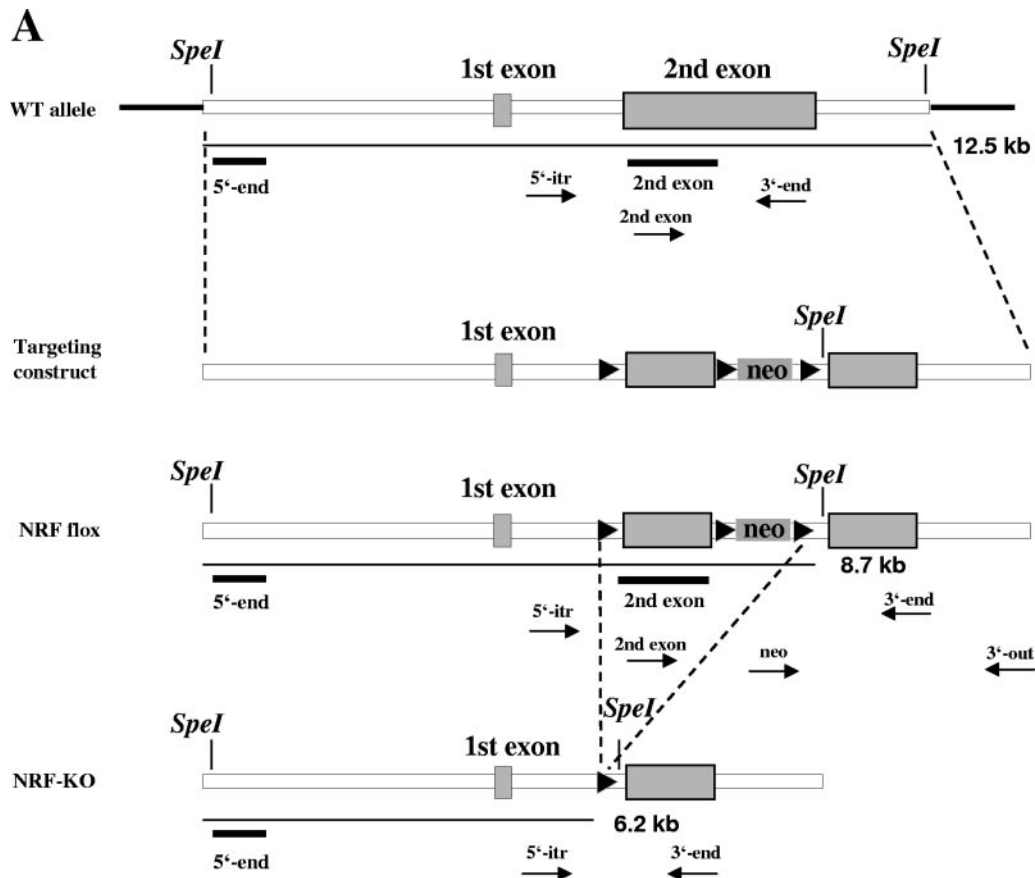 A
SpeI
SpeI
1st exon
2nd exon
WT allele
12.5 kb
5‘-end
5‘-itr
2nd exon
3‘-end
2nd exon
SpeI
1st exon
Targeting
construct
neo
SpeI
SpeI
1st exon
NRF flox
neo
8.7 kb
5‘-end
2nd exon
5‘-itr
3‘-end
2nd exon
neo
3‘-out
SpeI
SpeI
1st exon
NRF-KO
6.2 kb
5‘-end
5‘-itr
3‘-end